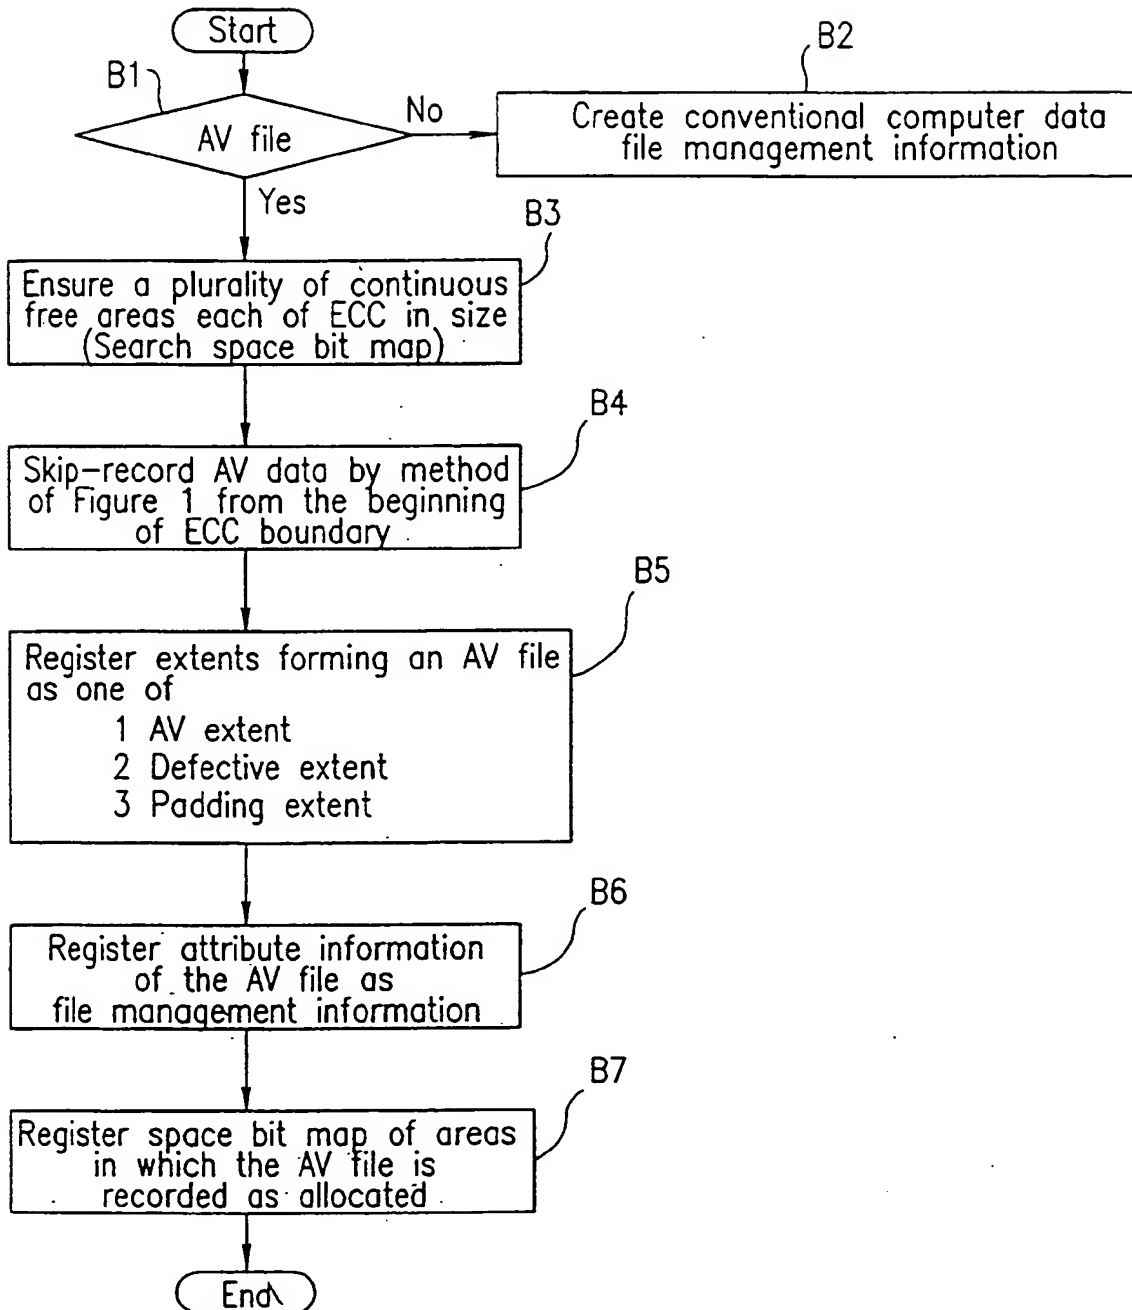 Start
B1
AV file
No
B2
Create conventional computer data
file management information
Yes
B3
Ensure a plurality of continuous
free areas each of ECC in size
(Search space bit map)
B4
Skip-record AV data by method
of Figure 1 from the beginning
of ECC boundary
B5
Register extents forming an AV file
as one of
1 AV extent
2 Defective extent
3 Padding extent
B6
Register attribute information
of the AV file as
file management information
B7
Register space bit map of areas
in which the AV file is
recorded as allocated
End